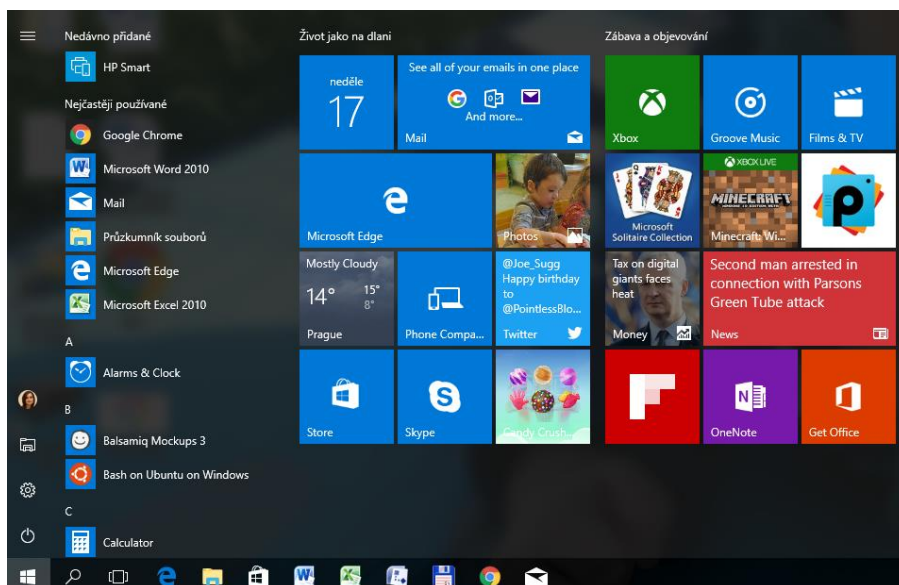 Nedávno přidané
HP Smart
Nejčastěji používané
Google Chrome
Microsoft Word 2010
Mail
Průzkumník souborů
Microsoft Edge
Microsoft Excel 2010
A
Alarms & Clock
B
Balsamiq Mockups 3
Bash on Ubuntu on Windows
C
Calculator
Život jako na dlani
neděle
17
See all of your emails in one place
And more...
Mail
Microsoft Edge
Photos
Mostly Cloudy
14° 15°
8°
Prague
Phone Compa...
@Joe_Sugg
Happy birthday
to
@PointlessBlo...
Twitter
Store
Skype
Candy Crush...
Zábava a objevování
Xbox
Groove Music
Films & TV
Microsoft
Solitaire Collection
XBOX LIVE
MINECRAFT
Minecraft: Wi...
Tax on digital
giants faces
heat
Money
Second man arrested in
connection with Parsons
Green Tube attack
News
OneNote
Get Office